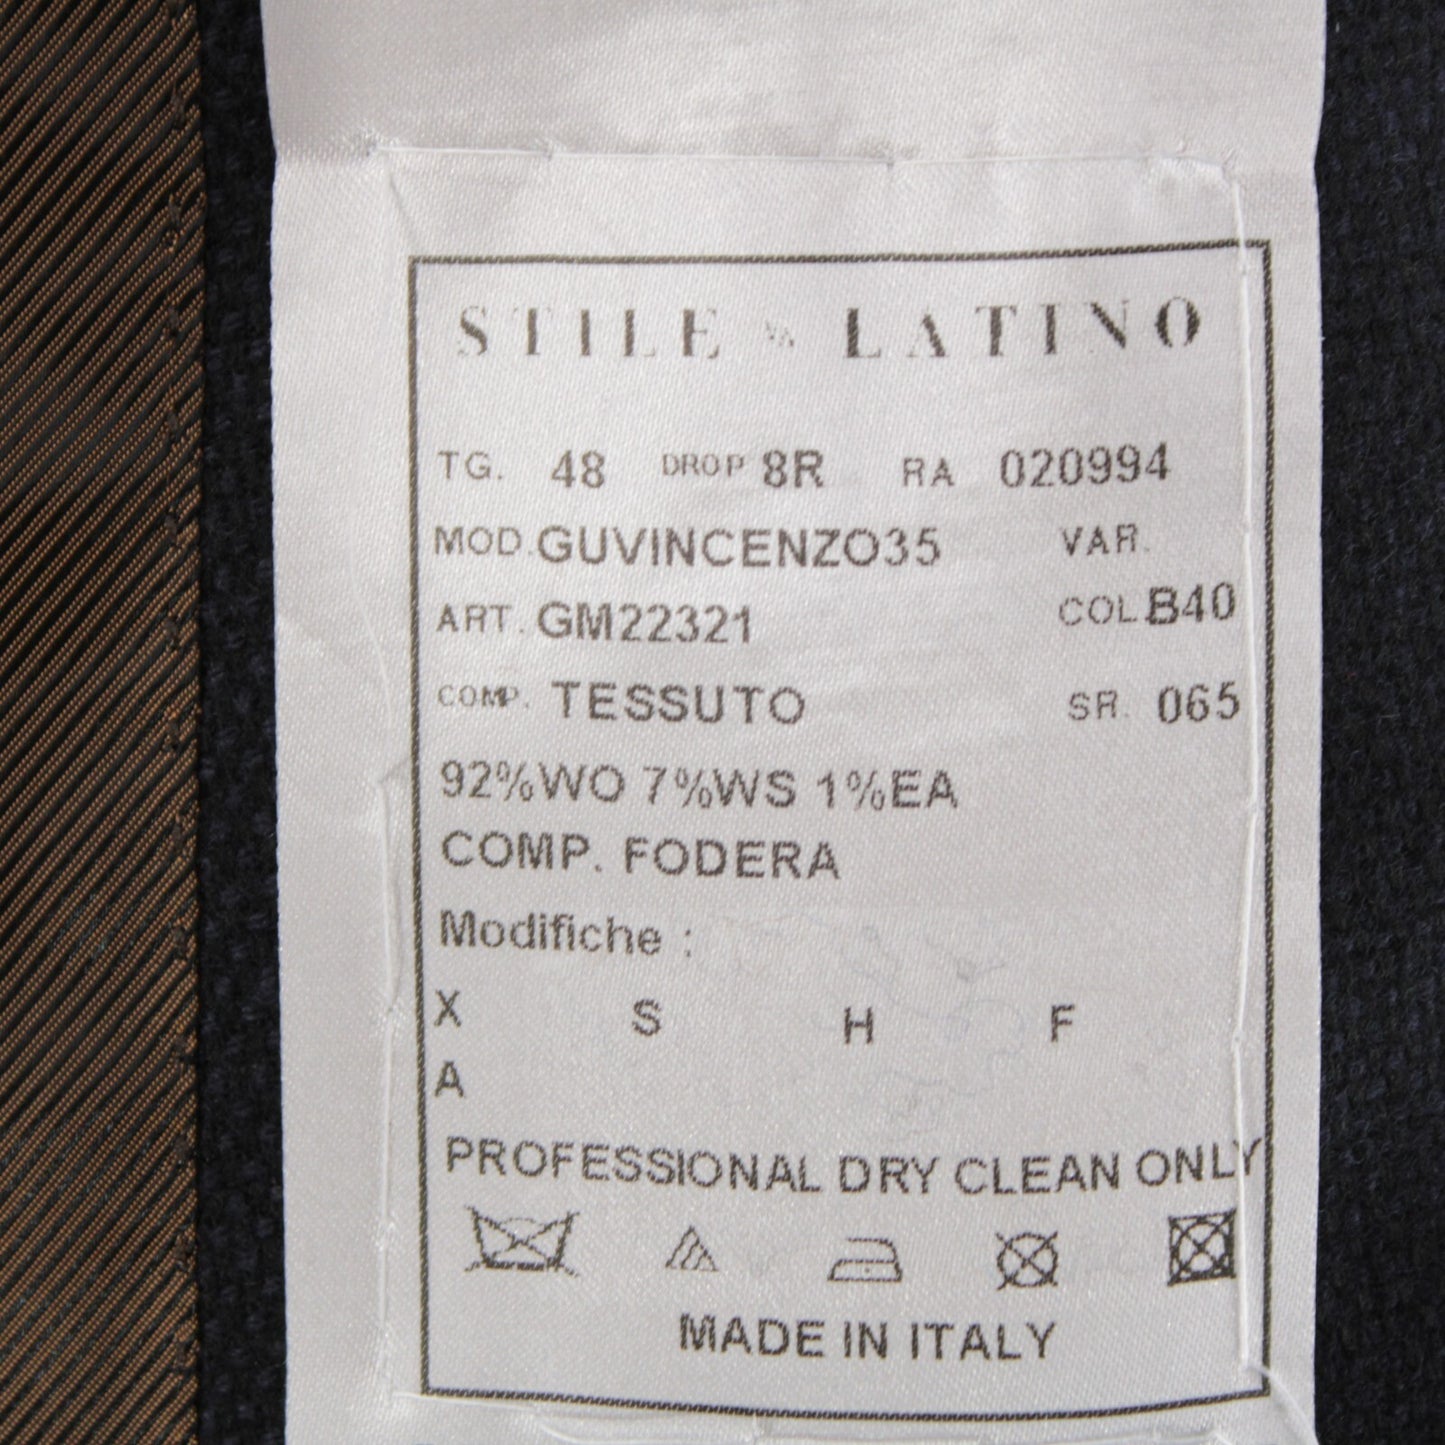 STILE LATINO
TG. 48 DROP 8R RA 020994
MOD. GUVINCENZO35 VAR.
ART. GM22321 COL. B40
COMP. TESSUTO SR. 065
92%WO 7%WS 1%EA
COMP. FODERA
Modifiche :
X S H F
A
PROFESSIONAL DRY CLEAN ONLY
MADE IN ITALY